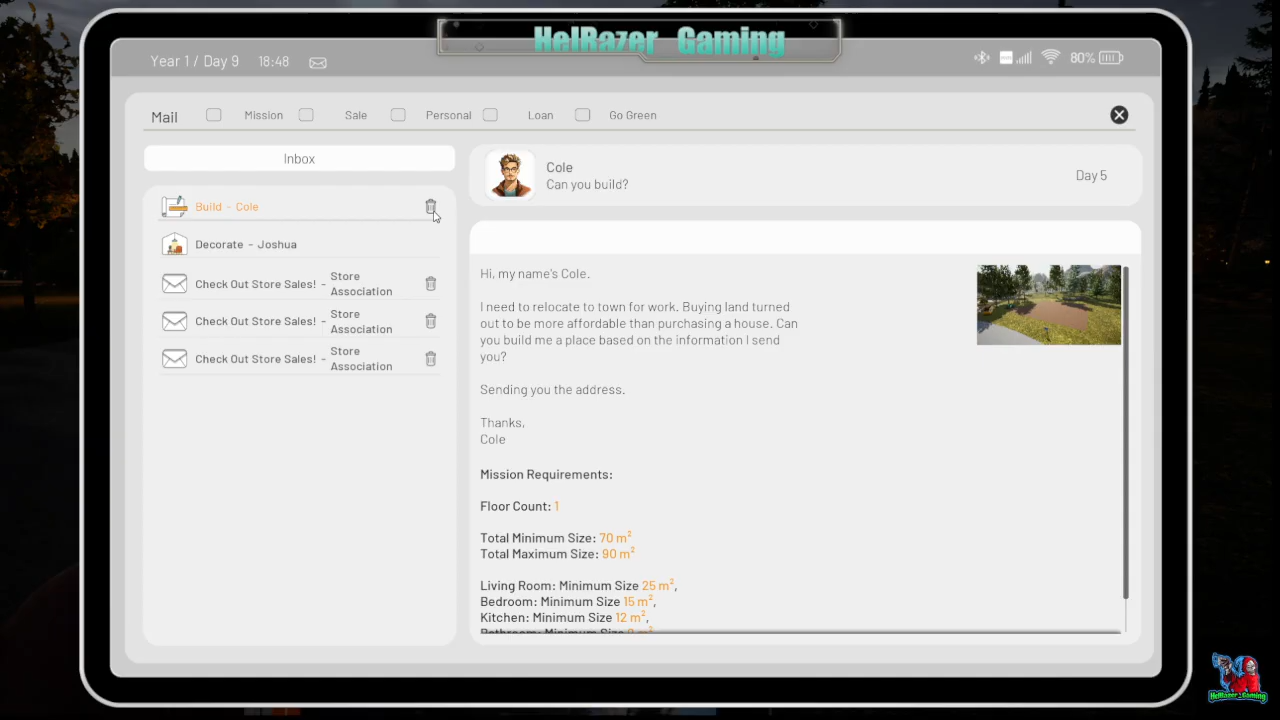 HelRazer Gaming
Year 1 / Day 9 18:48
80%
Mail Mission Sale Personal Loan Go Green
Inbox
Build - Cole
Decorate - Joshua
Check Out Store Sales! - Store Association
Check Out Store Sales! - Store Association
Check Out Store Sales! - Store Association
Cole
Can you build?
Day 5
Hi, my name's Cole.
I need to relocate to town for work. Buying land turned
out to be more affordable than purchasing a house. Can
you build me a place based on the information I send
you?
Sending you the address.
Thanks,
Cole
Mission Requirements:
Floor Count: 1
Total Minimum Size: 70 m²
Total Maximum Size: 90 m²
Living Room: Minimum Size 25 m²,
Bedroom: Minimum Size 15 m²,
Kitchen: Minimum Size 12 m²,
Bathroom: Minimum Size
HelRazer_Gaming